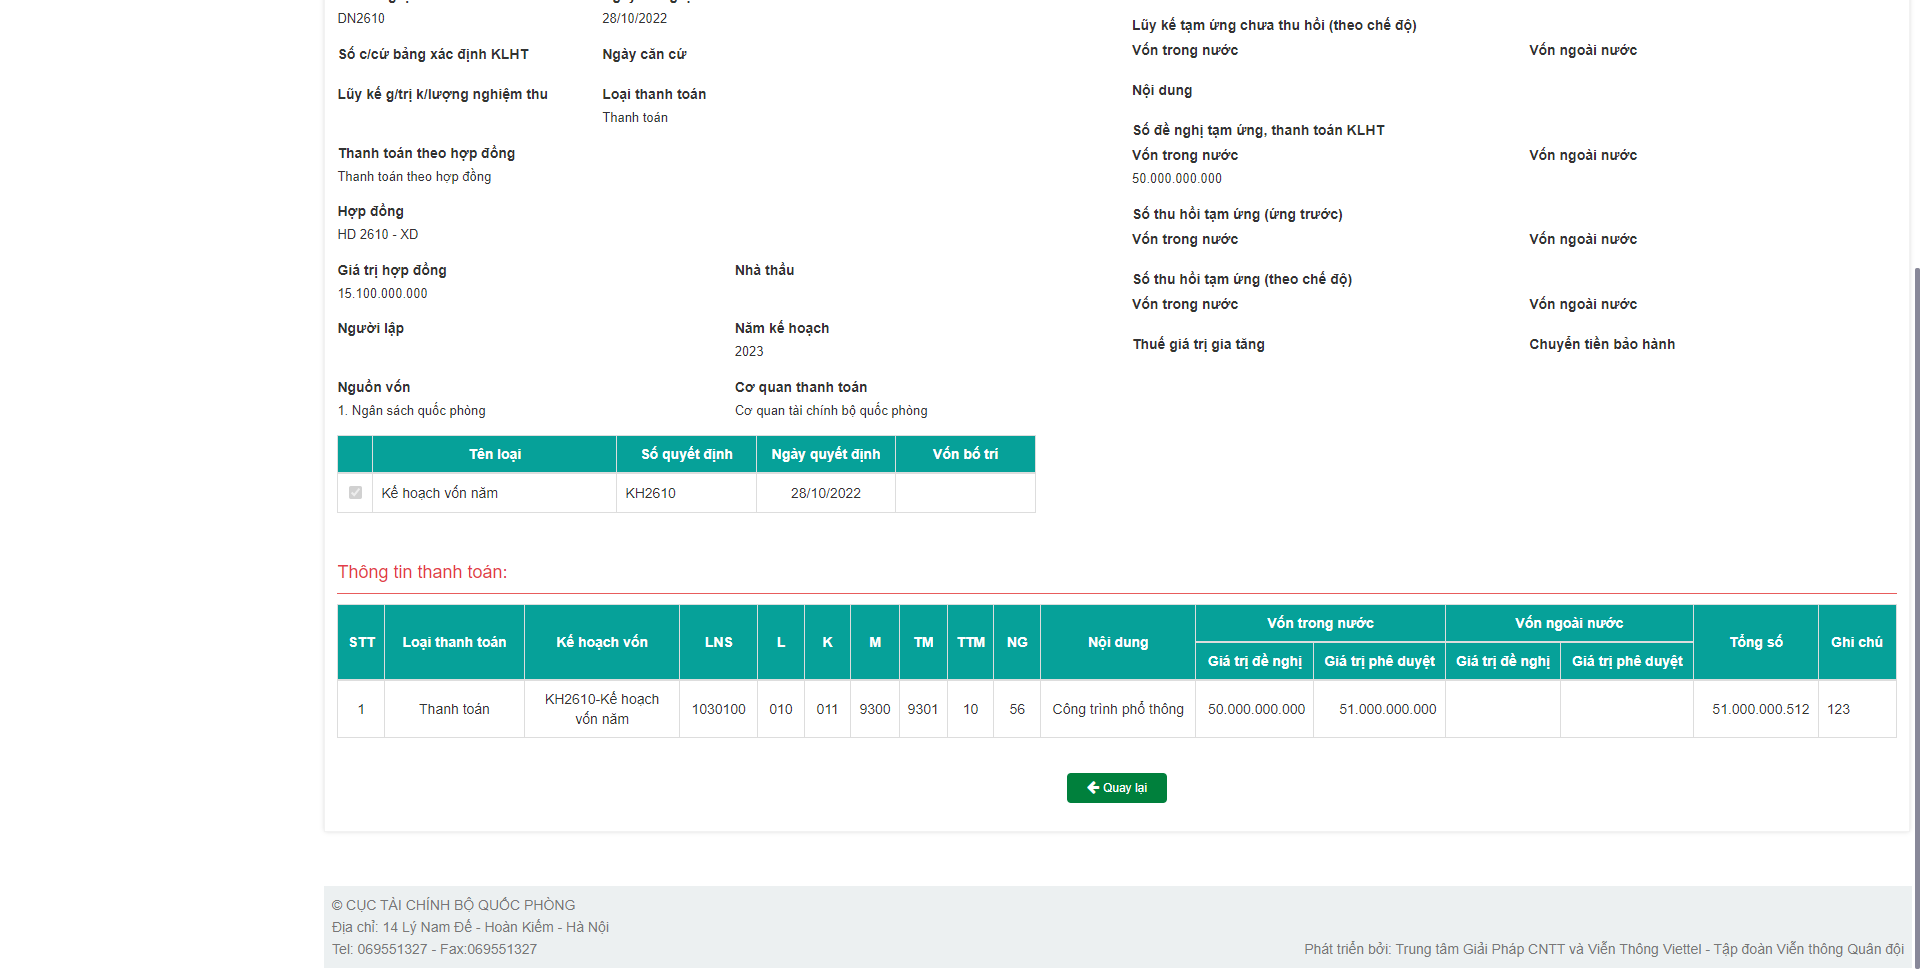 DN2610
28/10/2022
Số c/cứ bảng xác định KLHT
Ngày căn cứ
Lũy kế g/trị k/lượng nghiệm thu
Loại thanh toán
Thanh toán
Thanh toán theo hợp đồng
Thanh toán theo hợp đồng
Hợp đồng
HD 2610 - XD
Giá trị hợp đồng
Nhà thầu
15.100.000.000
Người lập
Năm kế hoạch
2023
Nguồn vốn
Cơ quan thanh toán
1. Ngân sách quốc phòng
Cơ quan tài chính bộ quốc phòng
Lũy kế tạm ứng chưa thu hồi (theo chế độ)
Vốn trong nước
Vốn ngoài nước
Nội dung
Số đề nghị tạm ứng, thanh toán KLHT
Vốn trong nước
Vốn ngoài nước
50.000.000.000
Số thu hồi tạm ứng (ứng trước)
Vốn trong nước
Vốn ngoài nước
Số thu hồi tạm ứng (theo chế độ)
Vốn trong nước
Vốn ngoài nước
Thuế giá trị gia tăng
Chuyển tiền bảo hành
Tên loại Số quyết định Ngày quyết định Vốn bố trí
Kế hoạch vốn năm KH2610 28/10/2022
Thông tin thanh toán:
STT Loại thanh toán Kế hoạch vốn LNS L K M TM TTM NG Nội dung Vốn trong nước Vốn ngoài nước Tổng số Ghi chú
Giá trị đề nghị Giá trị phê duyệt Giá trị đề nghị Giá trị phê duyệt
1 Thanh toán KH2610-Kế hoạch vốn năm 1030100 010 011 9300 9301 10 56 Công trình phổ thông 50.000.000.000 51.000.000.000 51.000.000.512 123
Quay lại
© CỤC TÀI CHÍNH BỘ QUỐC PHÒNG
Địa chỉ: 14 Lý Nam Đế - Hoàn Kiếm - Hà Nội
Tel: 069551327 - Fax:069551327
Phát triển bởi: Trung tâm Giải Pháp CNTT và Viễn Thông Viettel - Tập đoàn Viễn thông Quân đội